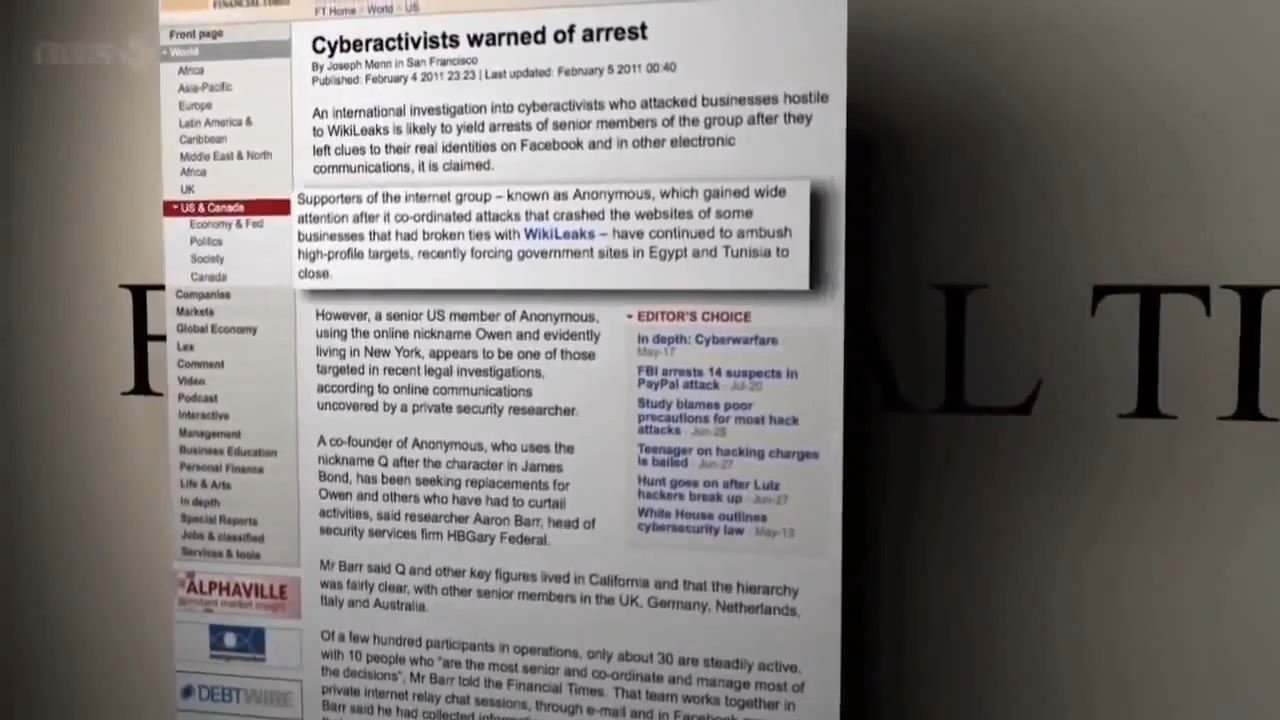 FINANCIAL TIMES
FT Home > World > US
Front page
World
Africa
Asia-Pacific
Europe
Latin America &
Caribbean
Middle East & North
Africa
UK
US & Canada
Economy & Fed
Politics
Society
Canada
Companies
Markets
Global Economy
Lex
Comment
Video
Podcast
Interactive
Management
Business Education
Personal Finance
Life & Arts
In depth
Special Reports
Jobs & classified
Services & tools
ALPHAVILLE
instant market insight
DEBTWIRE
Cyberactivists warned of arrest
By Joseph Menn in San Francisco
Published: February 4 2011 23:23 | Last updated: February 5 2011 00:40
An international investigation into cyberactivists who attacked businesses hostile
to WikiLeaks is likely to yield arrests of senior members of the group after they
left clues to their real identities on Facebook and in other electronic
communications, it is claimed.
Supporters of the internet group – known as Anonymous, which gained wide
attention after it co-ordinated attacks that crashed the websites of some
businesses that had broken ties with WikiLeaks – have continued to ambush
high-profile targets, recently forcing government sites in Egypt and Tunisia to
close.
However, a senior US member of Anonymous,
using the online nickname Owen and evidently
living in New York, appears to be one of those
targeted in recent legal investigations,
according to online communications
uncovered by a private security researcher.
A co-founder of Anonymous, who uses the
nickname Q after the character in James
Bond, has been seeking replacements for
Owen and others who have had to curtail
activities, said researcher Aaron Barr, head of
security services firm HBGary Federal.
EDITOR'S CHOICE
In depth: Cyberwarfare
May-17
FBI arrests 14 suspects in
PayPal attack - Jul-20
Study blames poor
precautions for most hack
attacks - Jun-28
Teenager on hacking charges
is bailed - Jun-27
Hunt goes on after Lulz
hackers break up - Jun-27
White House outlines
cybersecurity law - May-13
Mr Barr said Q and other key figures lived in California and that the hierarchy
was fairly clear, with other senior members in the UK, Germany, Netherlands,
Italy and Australia.
Of a few hundred participants in operations, only about 30 are steadily active,
with 10 people who "are the most senior and co-ordinate and manage most of
the decisions", Mr Barr told the Financial Times. That team works together in
private internet relay chat sessions, through e-mail and in Facebook
Barr said he had collected
F AL TI